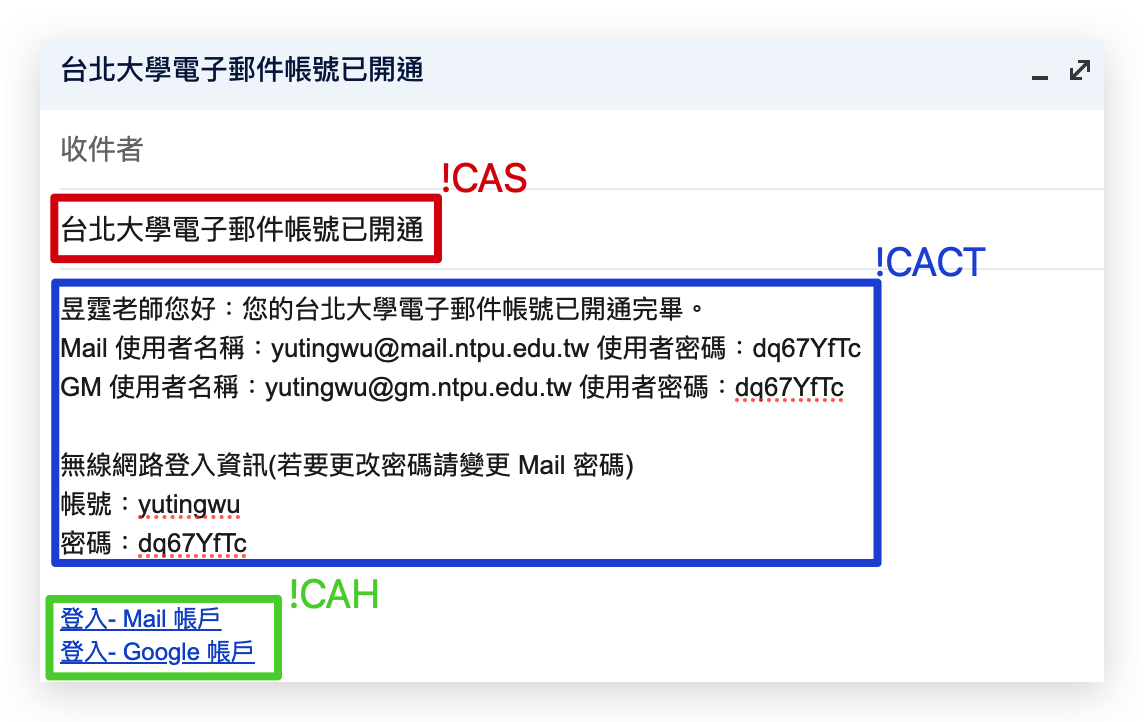 台北大學電子郵件帳號已開通
收件者
!CAS
台北大學電子郵件帳號已開通
!CACT
昱霆老師您好：您的台北大學電子郵件帳號已開通完畢。
Mail 使用者名稱：yutingwu@mail.ntpu.edu.tw 使用者密碼：dq67YfTc
GM 使用者名稱：yutingwu@gm.ntpu.edu.tw 使用者密碼：dq67YfTc
無線網路登入資訊(若要更改密碼請變更 Mail 密碼)
帳號：yutingwu
密碼：dq67YfTc
!CAH
登入- Mail 帳戶
登入- Google 帳戶